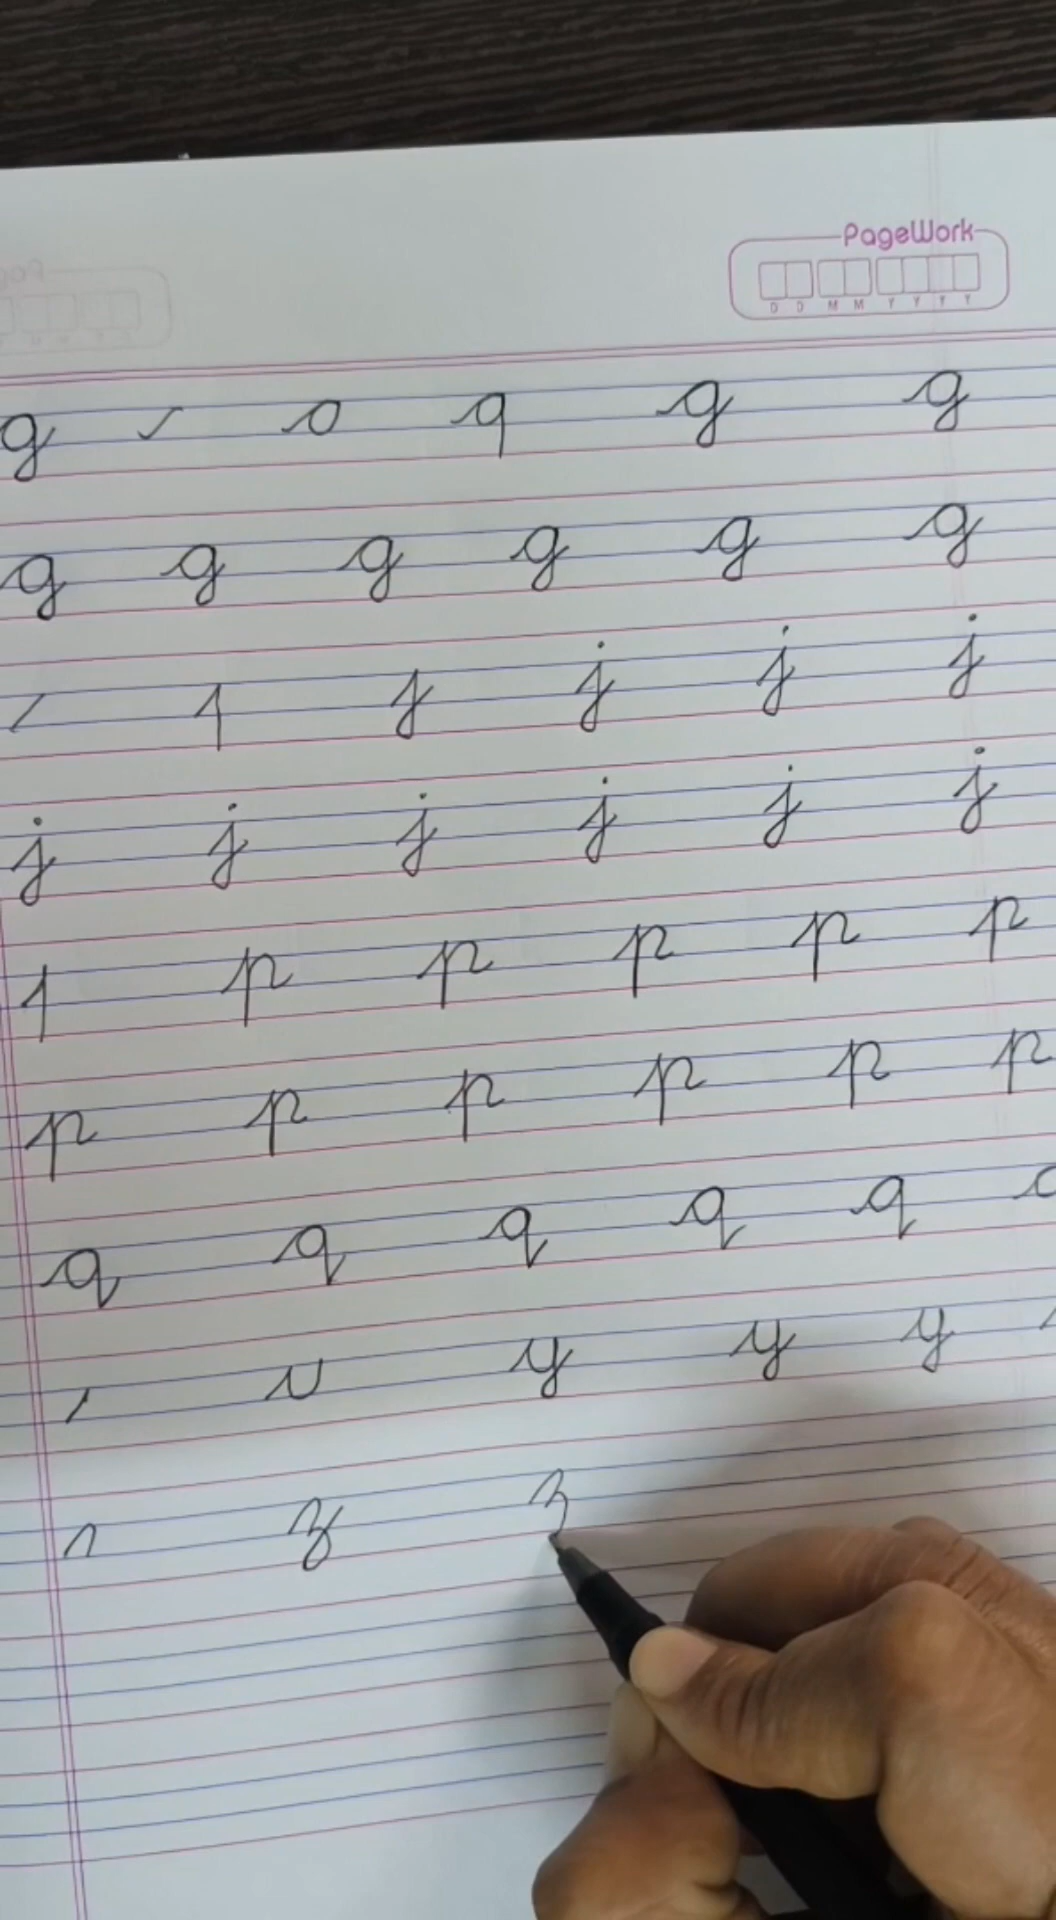 PageWork
D D M M Y Y Y Y
g o q g g
g g g g g g
j j j j
j j j j j j
p p p p p
p p p p p p
q q q q q
y y y
z